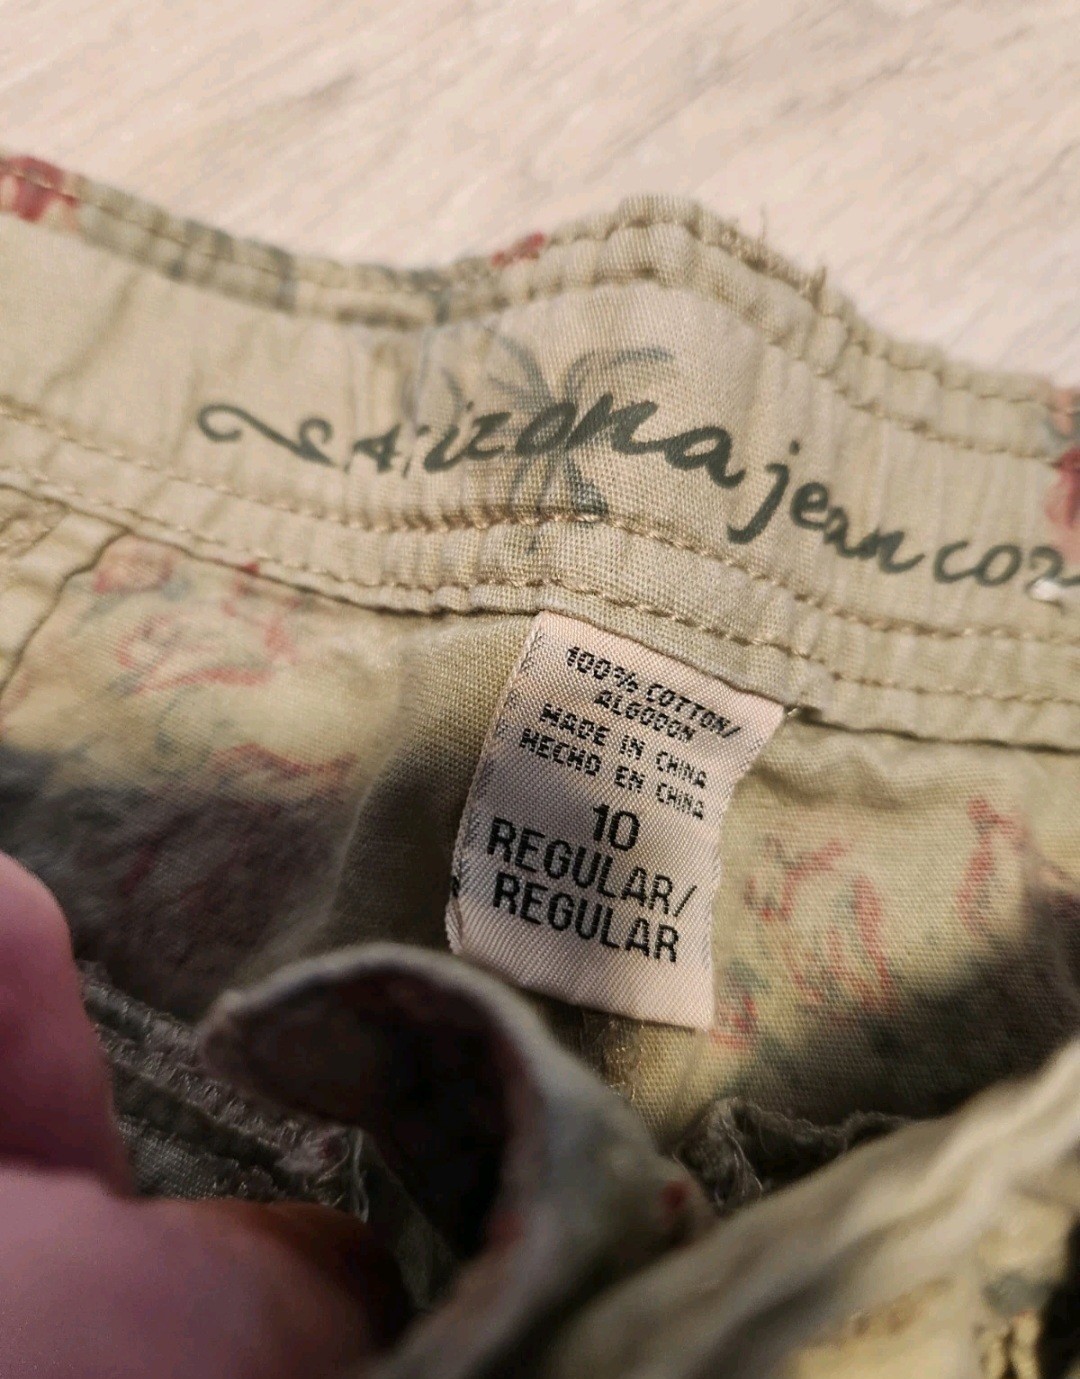 Arizona jean co
100% COTTON/
ALGODON
MADE IN CHINA
HECHO EN CHINA
10
REGULAR/
REGULAR